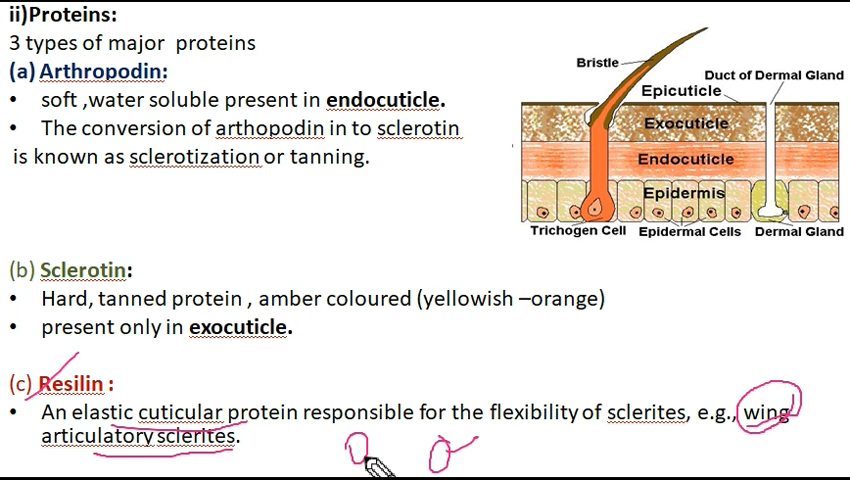 ii)Proteins:
3 types of major proteins
(a) Arthropodin:
• soft ,water soluble present in endocuticle.
• The conversion of arthopodin in to sclerotin
is known as sclerotization or tanning.
Bristle
Duct of Dermal Gland
Epicuticle
Exocuticle
Endocuticle
Epidermis
Trichogen Cell
Epidermal Cells
Dermal Gland
(b) Sclerotin:
• Hard, tanned protein , amber coloured (yellowish –orange)
• present only in exocuticle.
(c) Resilin :
• An elastic cuticular protein responsible for the flexibility of sclerites, e.g., wing
articulatory sclerites.